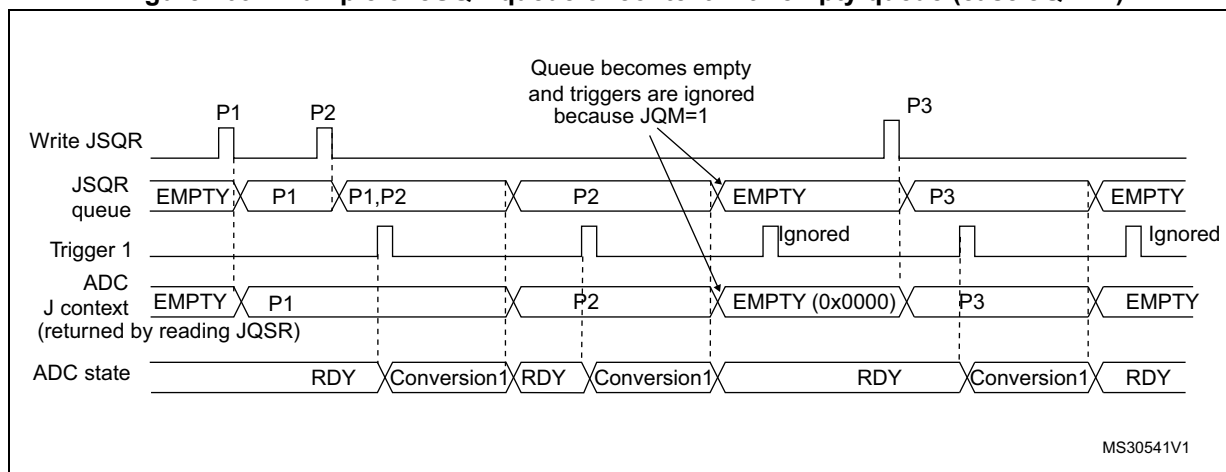 Queue becomes empty
and triggers are ignored
because JQM=1
P1
P2
P3
Write JSQR
JSQR
queue
EMPTY
P1
P1,P2
P2
EMPTY
P3
EMPTY
Trigger 1
Ignored
Ignored
ADC
J context
(returned by reading JQSR)
EMPTY
P1
P2
EMPTY (0x0000)
P3
EMPTY
ADC state
RDY
Conversion1
RDY
Conversion1
RDY
Conversion1
RDY
MS30541V1